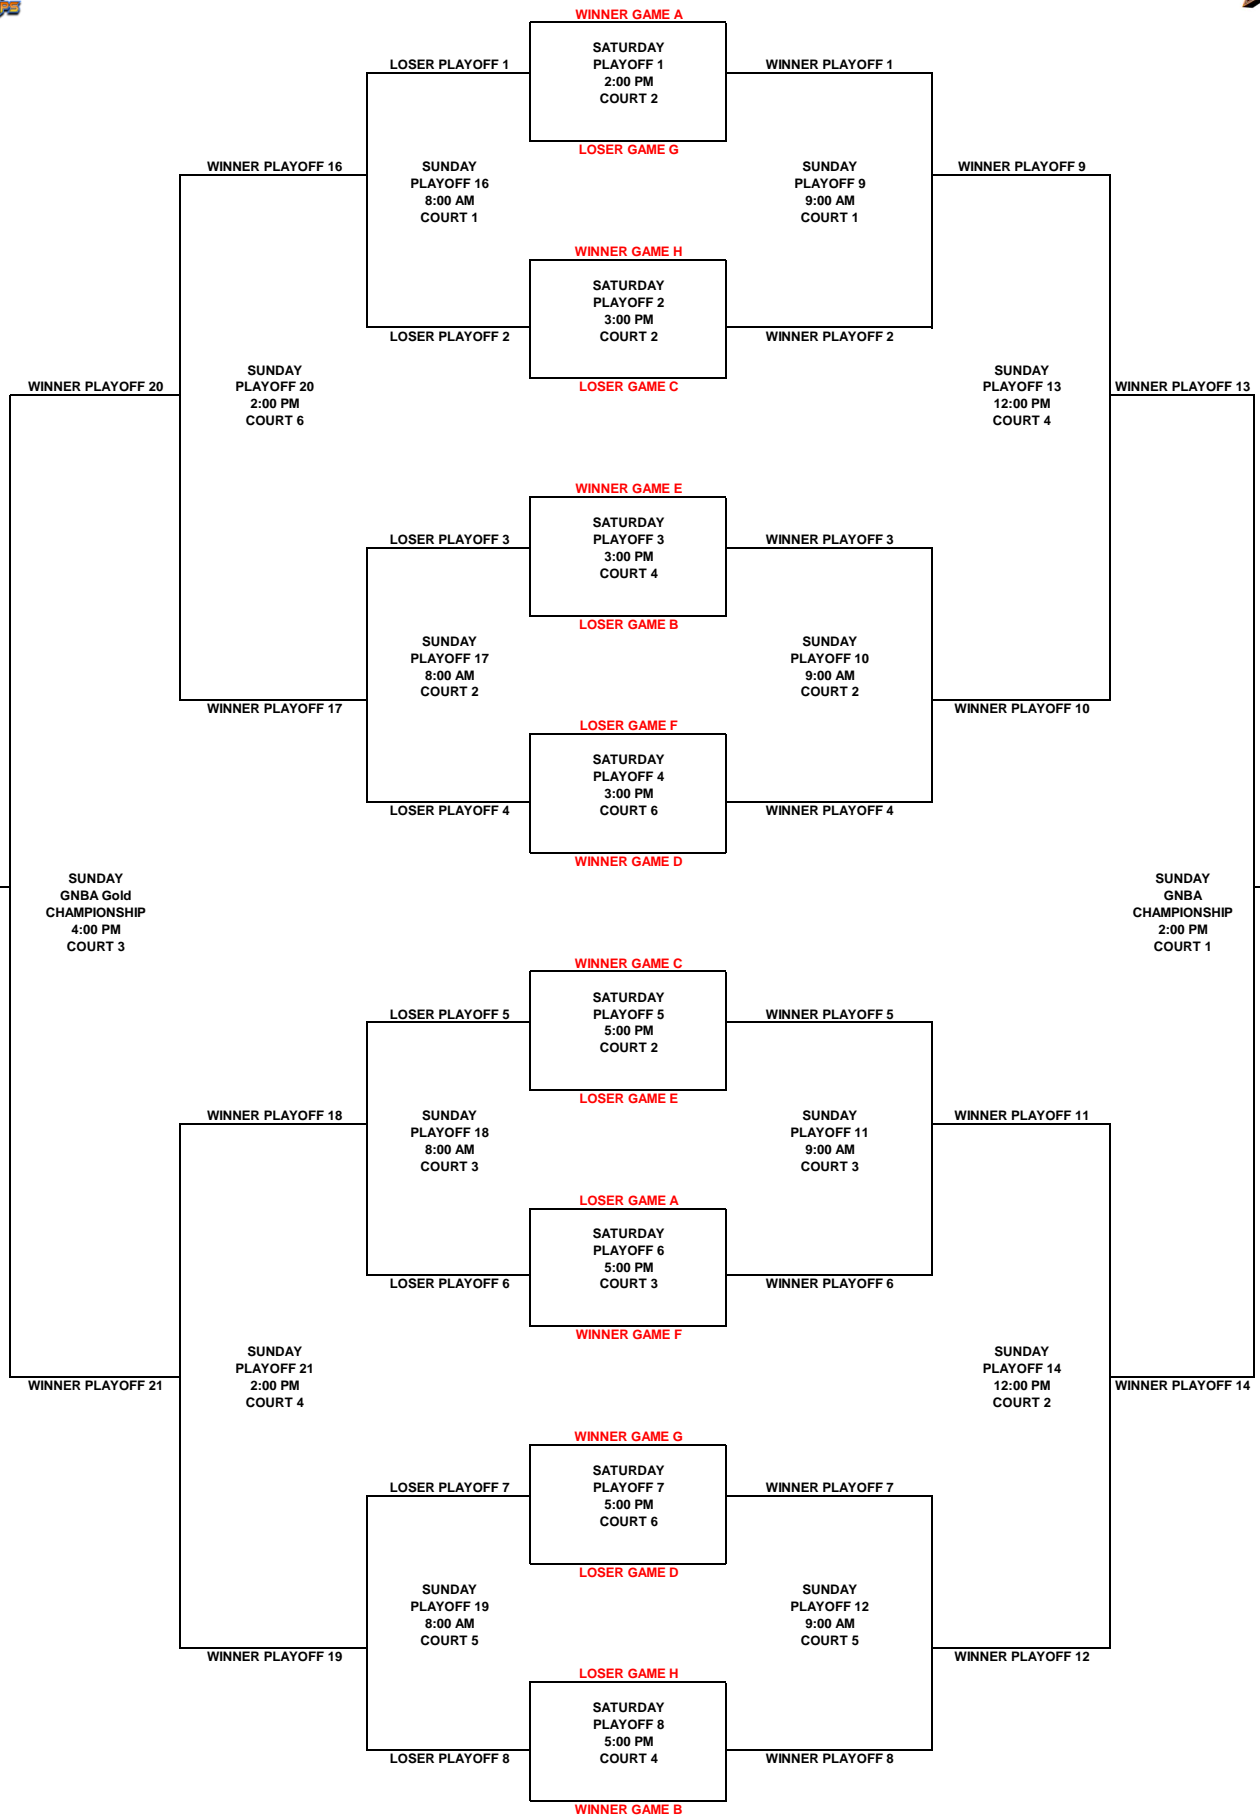 PS
WINNER GAME A
SATURDAY
PLAYOFF 1
2:00 PM
COURT 2
LOSER PLAYOFF 1
WINNER PLAYOFF 1
LOSER GAME G
WINNER PLAYOFF 16
SUNDAY
PLAYOFF 16
8:00 AM
COURT 1
SUNDAY
PLAYOFF 9
9:00 AM
COURT 1
WINNER PLAYOFF 9
WINNER GAME H
SATURDAY
PLAYOFF 2
3:00 PM
COURT 2
LOSER PLAYOFF 2
WINNER PLAYOFF 2
LOSER GAME C
WINNER PLAYOFF 20
SUNDAY
PLAYOFF 20
2:00 PM
COURT 6
SUNDAY
PLAYOFF 13
12:00 PM
COURT 4
WINNER PLAYOFF 13
WINNER GAME E
SATURDAY
PLAYOFF 3
3:00 PM
COURT 4
LOSER PLAYOFF 3
WINNER PLAYOFF 3
LOSER GAME B
SUNDAY
PLAYOFF 17
8:00 AM
COURT 2
SUNDAY
PLAYOFF 10
9:00 AM
COURT 2
WINNER PLAYOFF 17
WINNER PLAYOFF 10
LOSER GAME F
SATURDAY
PLAYOFF 4
3:00 PM
COURT 6
LOSER PLAYOFF 4
WINNER PLAYOFF 4
WINNER GAME D
SUNDAY
GNBA Gold
CHAMPIONSHIP
4:00 PM
COURT 3
SUNDAY
GNBA
CHAMPIONSHIP
2:00 PM
COURT 1
WINNER GAME C
SATURDAY
PLAYOFF 5
5:00 PM
COURT 2
LOSER PLAYOFF 5
WINNER PLAYOFF 5
LOSER GAME E
WINNER PLAYOFF 18
SUNDAY
PLAYOFF 18
8:00 AM
COURT 3
SUNDAY
PLAYOFF 11
9:00 AM
COURT 3
WINNER PLAYOFF 11
LOSER GAME A
SATURDAY
PLAYOFF 6
5:00 PM
COURT 3
LOSER PLAYOFF 6
WINNER PLAYOFF 6
WINNER GAME F
SUNDAY
PLAYOFF 21
2:00 PM
COURT 4
WINNER PLAYOFF 21
SUNDAY
PLAYOFF 14
12:00 PM
COURT 2
WINNER PLAYOFF 14
WINNER GAME G
SATURDAY
PLAYOFF 7
5:00 PM
COURT 6
LOSER PLAYOFF 7
WINNER PLAYOFF 7
LOSER GAME D
SUNDAY
PLAYOFF 19
8:00 AM
COURT 5
SUNDAY
PLAYOFF 12
9:00 AM
COURT 5
WINNER PLAYOFF 19
WINNER PLAYOFF 12
LOSER GAME H
SATURDAY
PLAYOFF 8
5:00 PM
COURT 4
LOSER PLAYOFF 8
WINNER PLAYOFF 8
WINNER GAME B